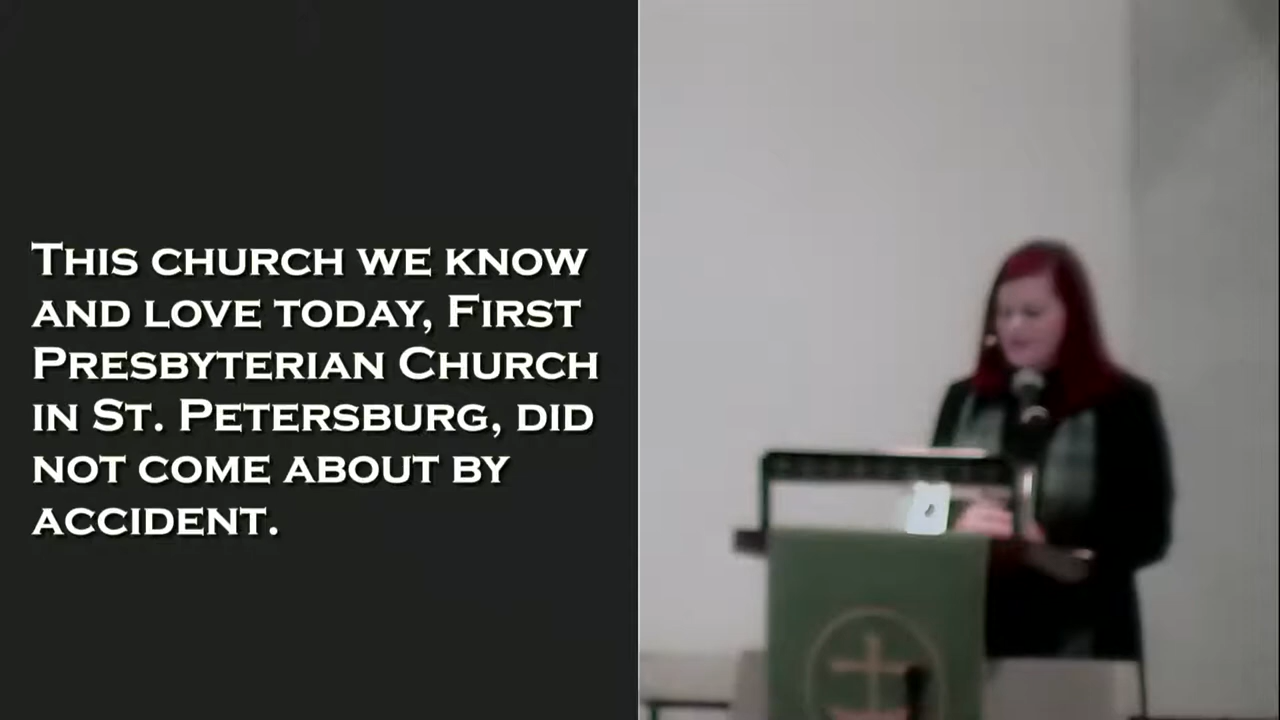 This church we know
and love today, First
Presbyterian Church
in St. Petersburg, did
not come about by
accident.